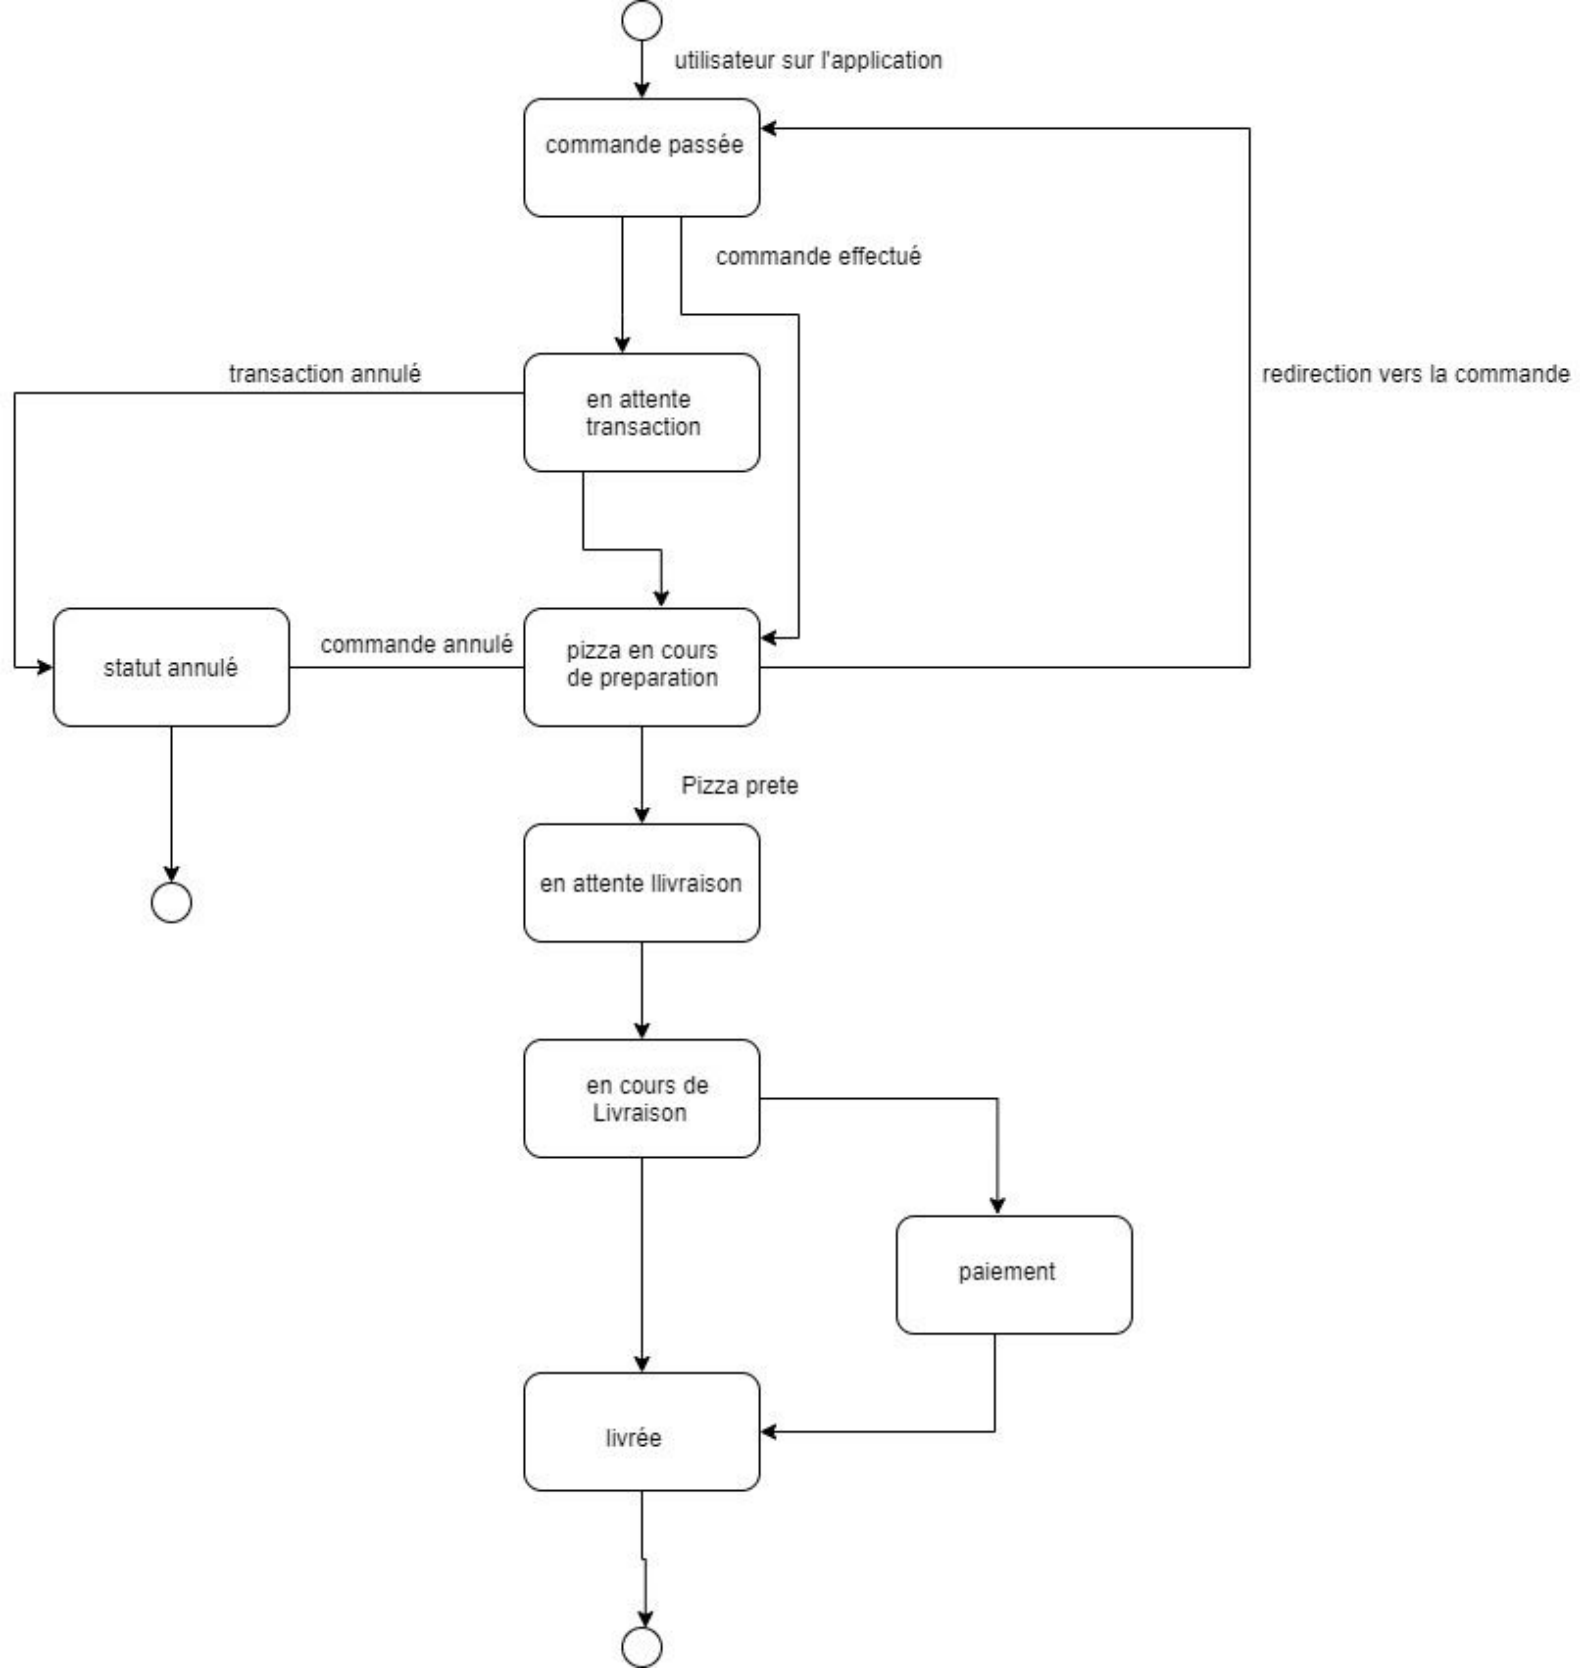 utilisateur sur l'application
commande passée
commande effectué
transaction annulé
redirection vers la commande
en attente
transaction
commande annulé
pizza en cours
de preparation
statut annulé
Pizza prete
en attente llivraison
en cours de
Livraison
paiement
livrée